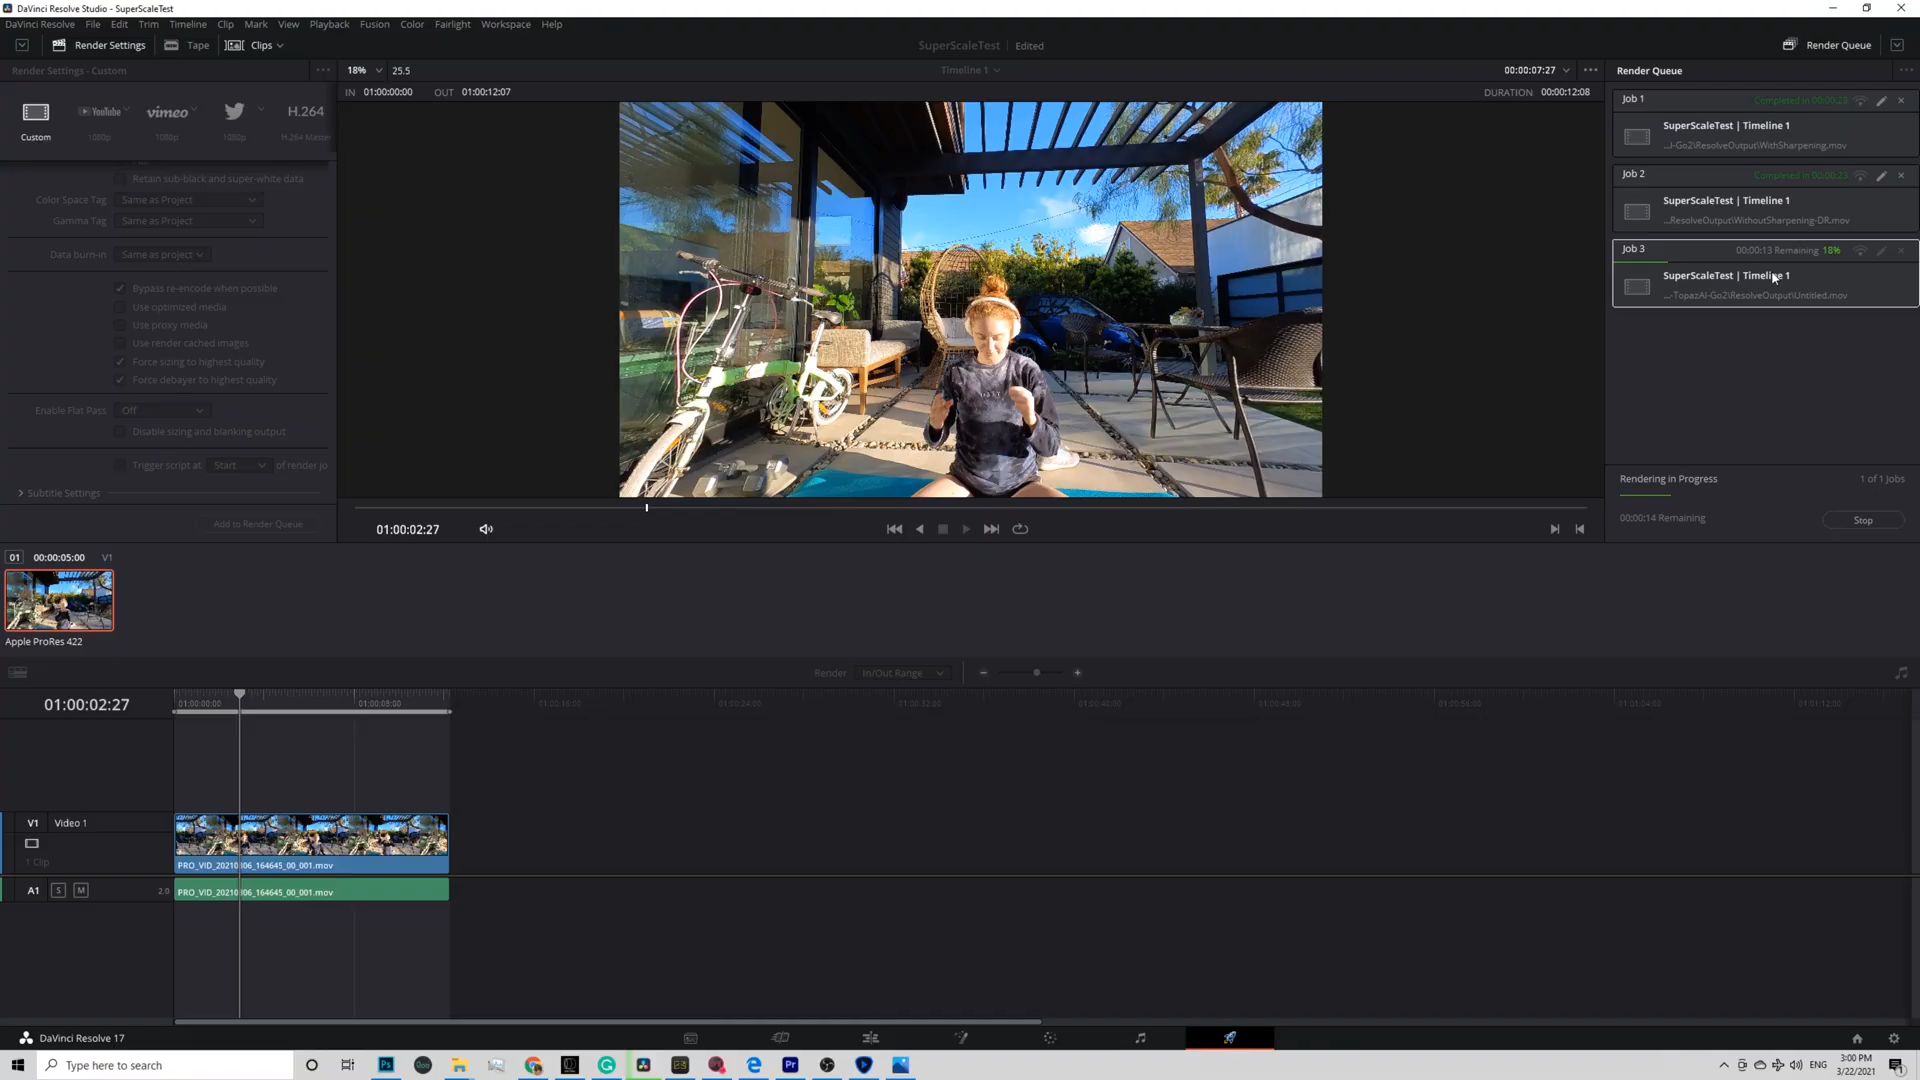 DaVinci Resolve Studio - SuperScaleTest
DaVinci Resolve File Edit Trim Timeline Clip Mark View Playback Fusion Color Fairlight Workspace Help
Render Settings Tape Clips SuperScaleTest Edited Render Queue
Render Settings - Custom 18% 25.5 Timeline 1 00:00:07:27 Render Queue
IN 01:00:00:00 OUT 01:00:12:07 DURATION 00:00:12:08
YouTube vimeo H.264
Custom 1080p 1080p 1080p H.264 Mas
Retain sub-black and super-white data
Color Space Tag Same as Project
Gamma Tag Same as Project
Data burn-in Same as project
Bypass re-encode when possible
Use optimized media
Use proxy media
Use render cached images
Force sizing to highest quality
Force debayer to highest quality
Enable Flat Pass Off
Disable sizing and blanking output
Trigger script at Start of render jo
Subtitle Settings
Add to Render Queue
Job 1 Completed in 00:00:23
SuperScaleTest | Timeline 1
...I-Go2\ResolveOutput\WithSharpening.mov
Job 2 Completed in 00:00:23
SuperScaleTest | Timeline 1
...ResolveOutput\WithoutSharpening-DR.mov
Job 3 00:00:13 Remaining 18%
SuperScaleTest | Timeline 1
...-TopazAI-Go2\ResolveOutput\Untitled.mov
Rendering in Progress 1 of 1 Jobs
00:00:14 Remaining Stop
01:00:02:27
01 00:00:05:00 V1
Apple ProRes 422
Render In/Out Range
01:00:02:27 01:00:00:00 01:00:08:00 01:00:16:00 01:00:24:00 01:00:32:00 01:00:40:00 01:00:48:00 01:00:56:00 01:01:04:00 01:01:12:00
V1 Video 1
1 Clip
PRO_VID_20210306_164645_00_001.mov
A1 S M 2.0 PRO_VID_20210306_164645_00_001.mov
DaVinci Resolve 17
Type here to search Ps Pr ENG 3:00 PM
3/22/2021